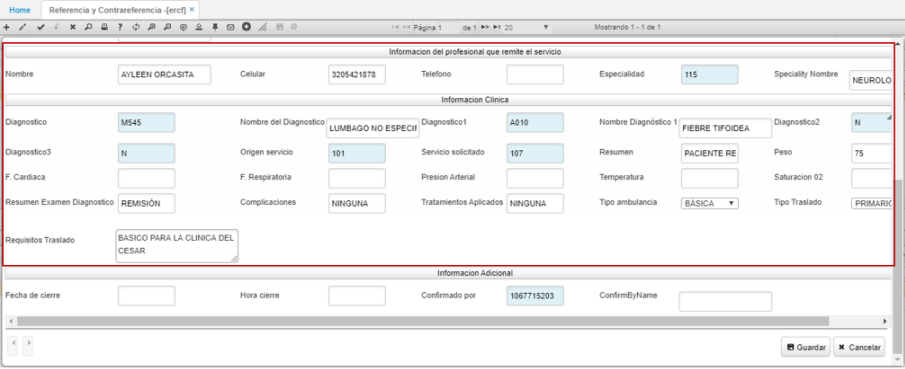 Home Referencia y Contrareferencia -[ercf] ×
Página 1 de 1 20 Mostrando 1 - 1 de 1
Informacion del profesional que remite el servicio
Nombre AYLEEN ORCASITA Celular 3205421878 Telefono Especialidad 115 Speciality Nombre NEUROLO
Informacion Clinica
Diagnostico M545 Nombre del Diagnostico LUMBAGO NO ESPECIF Diagnostico1 A010 Nombre Diagnóstico 1 FIEBRE TIFOIDEA Diagnostico2 N
Diagnostico3 N Origen servicio 101 Servicio solicitado 107 Resumen PACIENTE RE Peso 75
F. Cardiaca F. Respiratoria Presion Arterial Temperatura Saturacion 02
Resumen Examen Diagnostico REMISIÓN Complicaciones NINGUNA Tratamientos Aplicados NINGUNA Tipo ambulancia BÁSICA Tipo Traslado PRIMARIO
Requisitos Traslado BASICO PARA LA CLINICA DEL
CESAR
Informacion Adicional
Fecha de cierre Hora cierre Confirmado por 1067715203 ConfirmByName
Guardar Cancelar